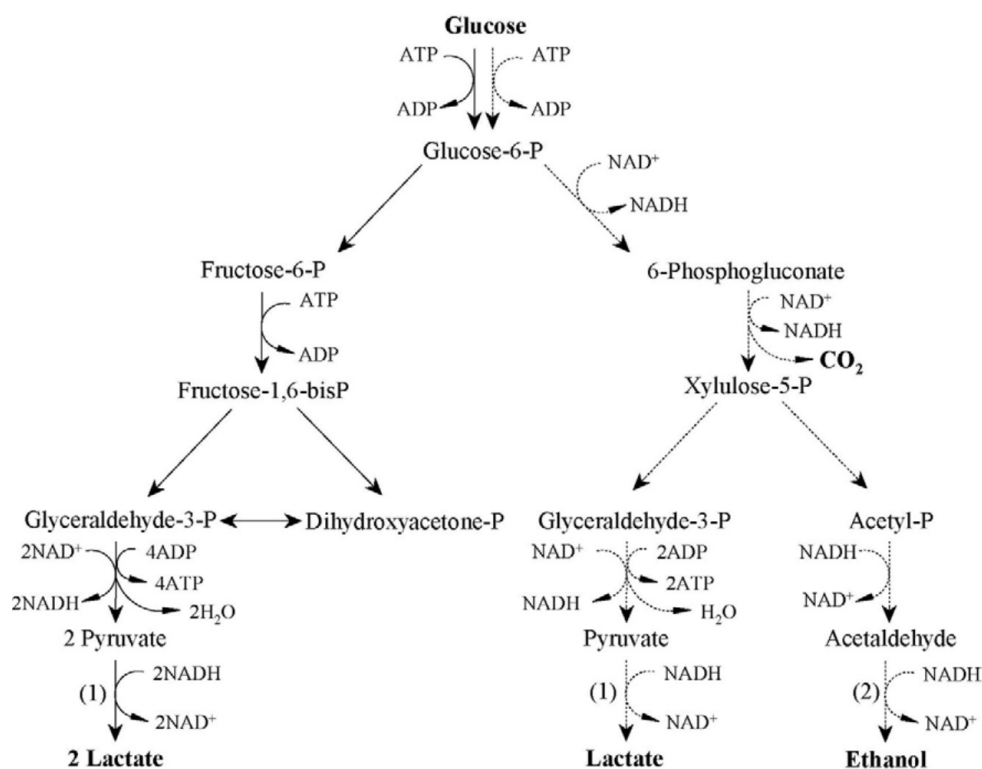 Glucose
ATP ATP
ADP ADP
Glucose-6-P
NAD⁺
NADH
Fructose-6-P 6-Phosphogluconate
ATP NAD⁺
NADH
ADP CO₂
Fructose-1,6-bisP Xylulose-5-P
Glyceraldehyde-3-P Dihydroxyacetone-P Glyceraldehyde-3-P Acetyl-P
2NAD⁺ 4ADP NAD⁺ 2ADP NADH
4ATP 2ATP
2NADH 2H₂O NADH H₂O NAD⁺
2 Pyruvate Pyruvate Acetaldehyde
(1) 2NADH (1) NADH (2) NADH
2NAD⁺ NAD⁺ NAD⁺
2 Lactate Lactate Ethanol